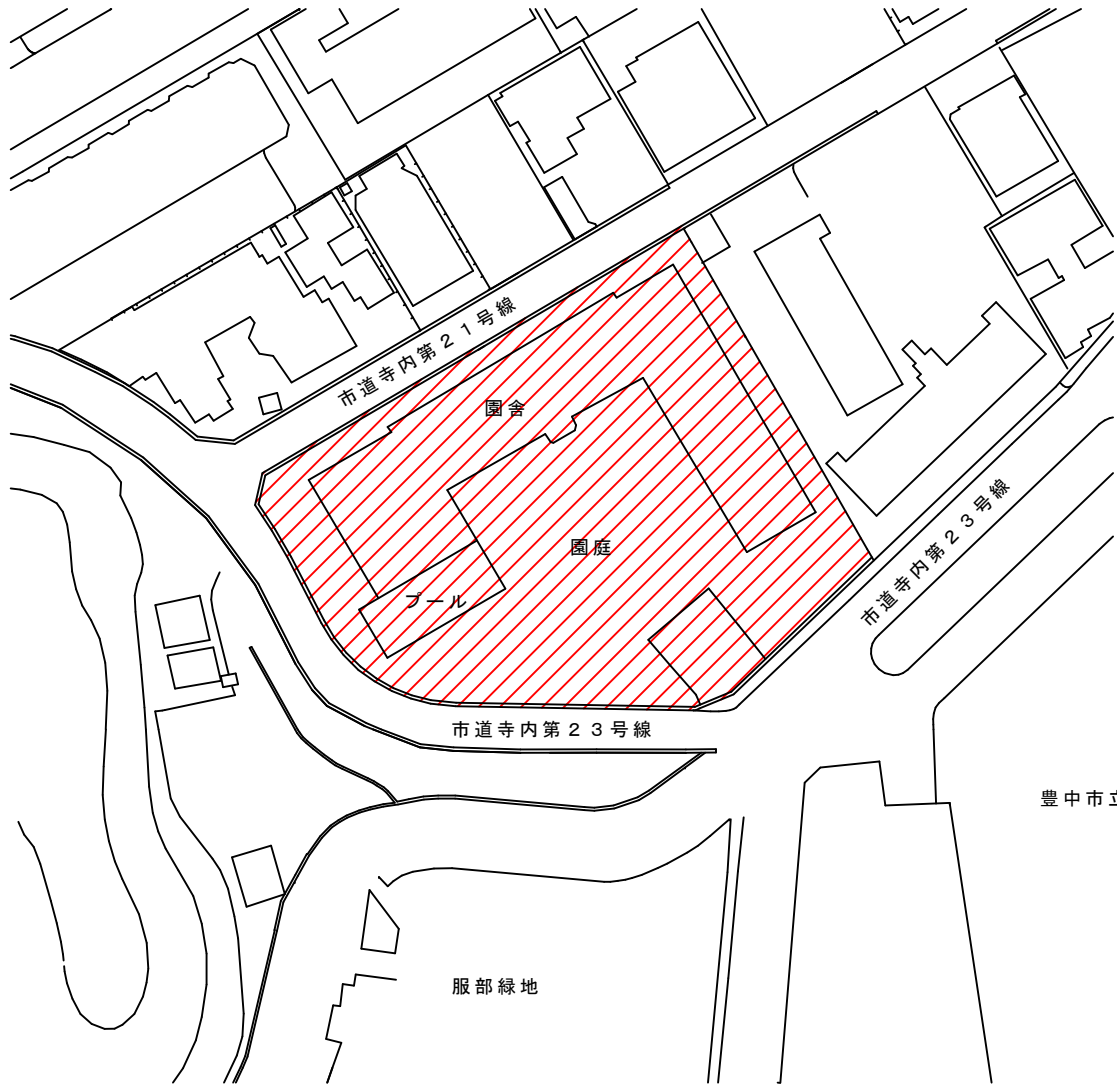 市道寺内第２１号線
園舎
市道寺内第２３号線
園庭
プール
市道寺内第２３号線
豊中市立
服部緑地